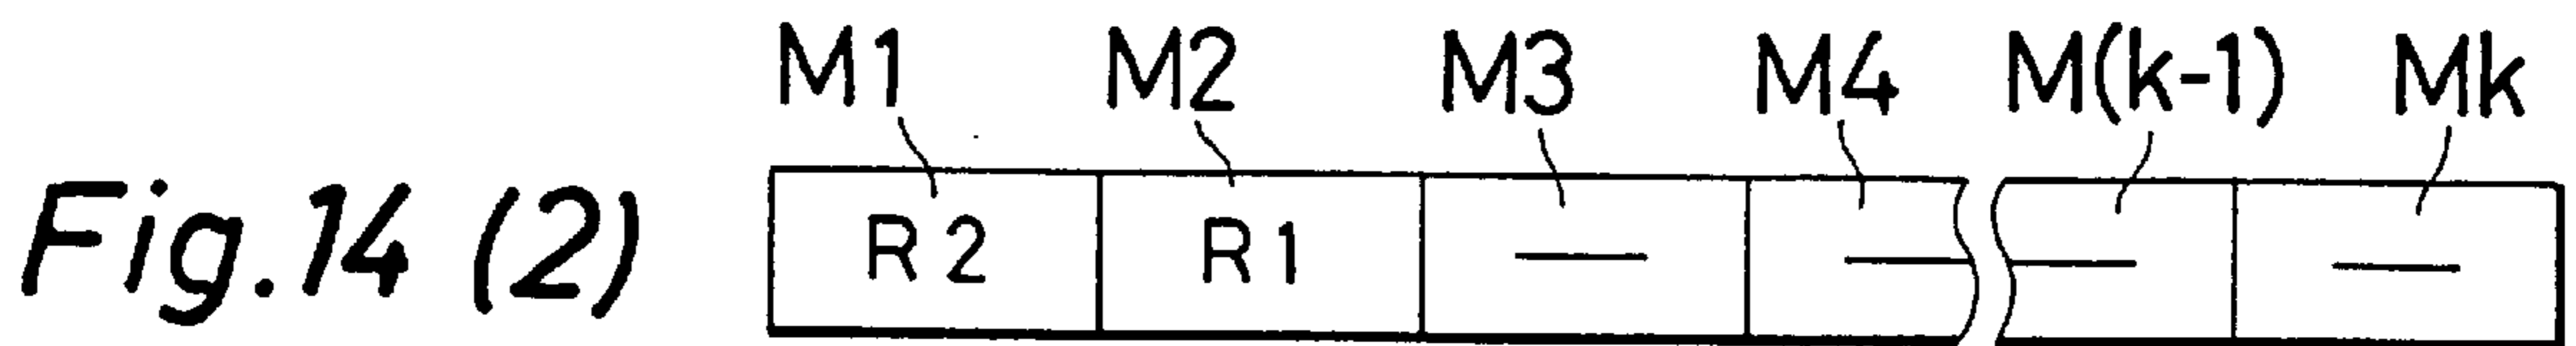 M1 M2 M3 M4 M(k-1) Mk
Fig.14 (2) R2 R1 — — — —